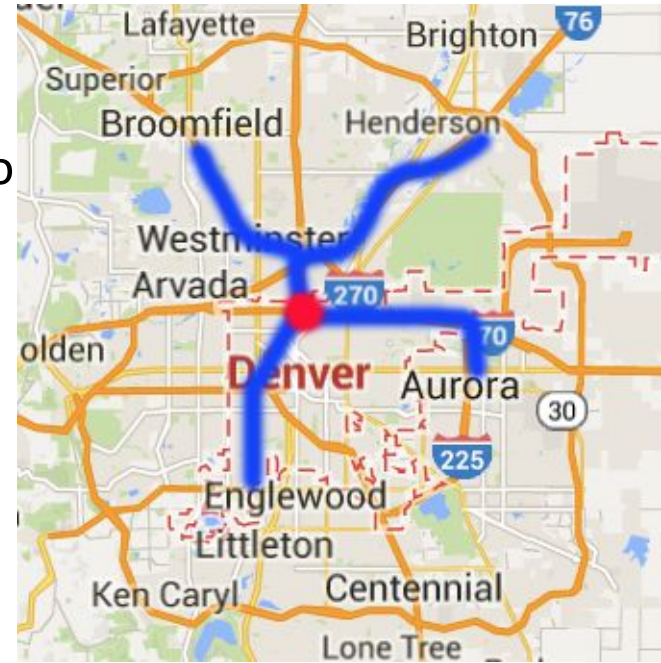 76
Lafayette
Brighton
Superior
Broomfield
Henderson
Westminster
Arvada
270
70
olden
Denver
Aurora
30
225
Englewood
Littleton
Ken Caryl
Centennial
Lone Tree